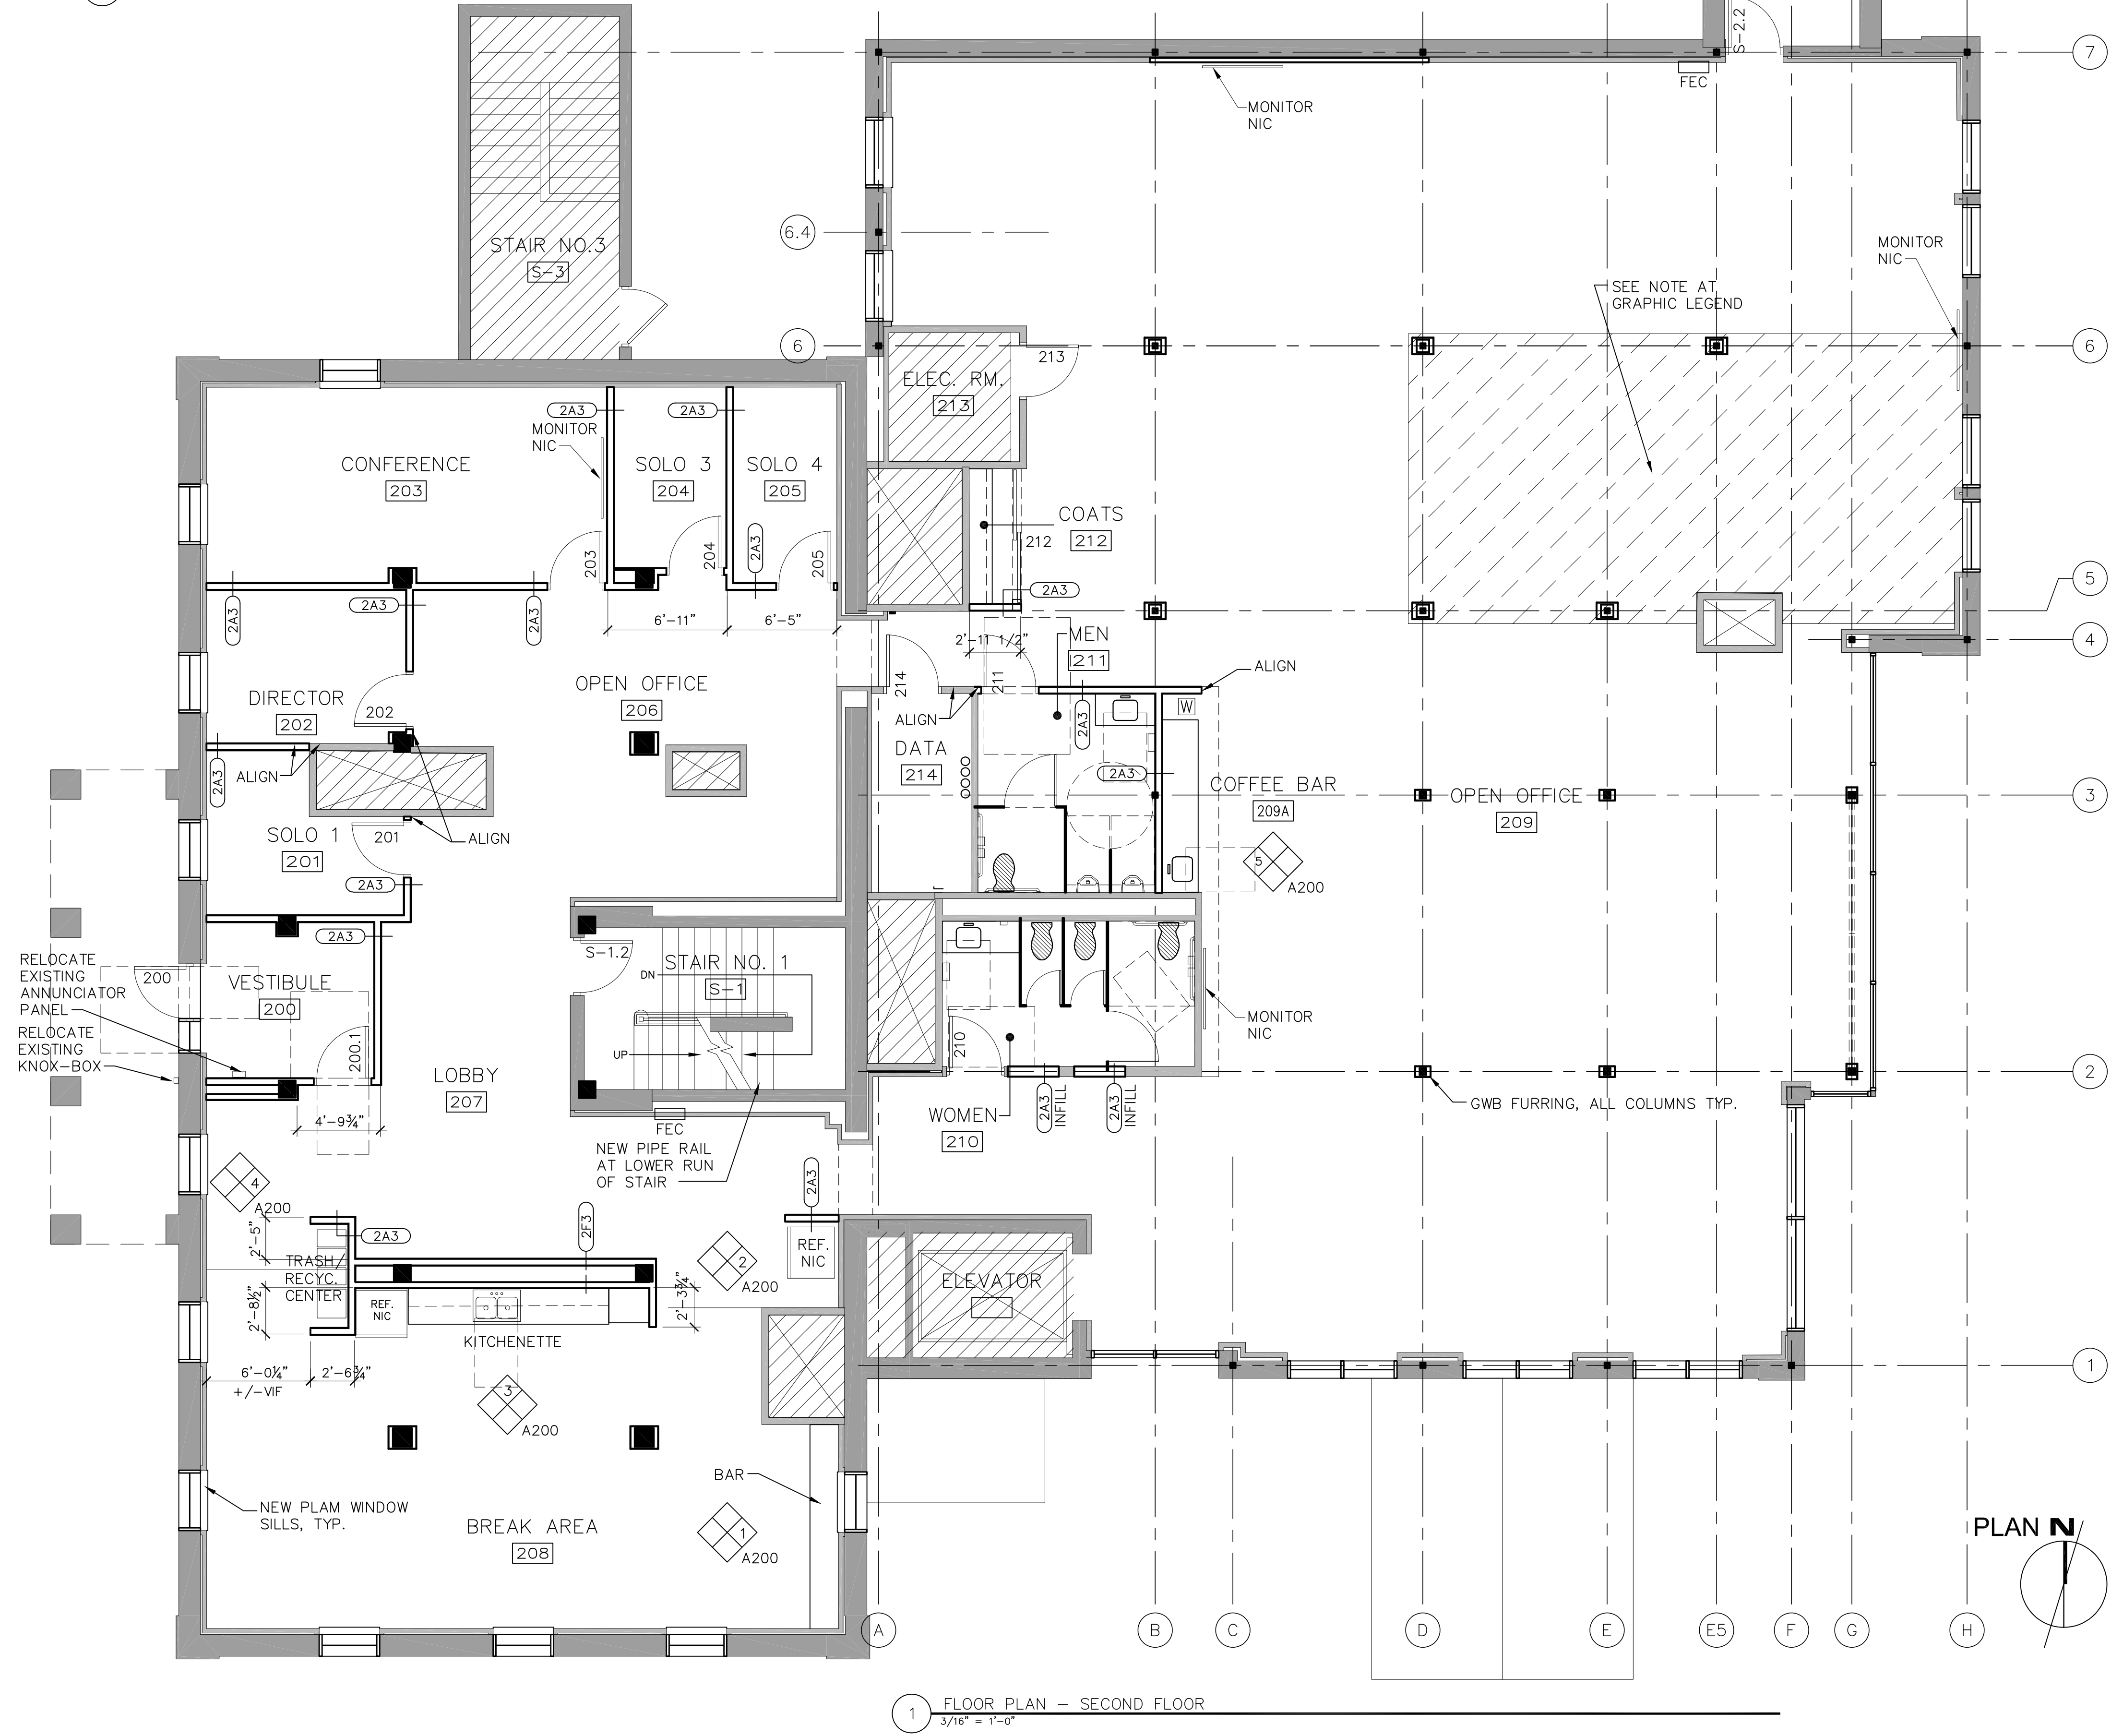 S-2.2
7
FEC
MONITOR
NIC
STAIR NO.3
S-3
6.4
MONITOR
NIC
SEE NOTE AT
GRAPHIC LEGEND
6
6
213
ELEC. RM.
213
2A3
2A3
MONITOR
NIC
CONFERENCE
203
SOLO 3
204
SOLO 4
205
COATS
212
212
203
204
2A3
205
2A3
2A3
2A3
2A3
5
6'-11"
6'-5"
2'-11 1/2"
MEN
211
4
214
211
ALIGN
DIRECTOR
202
202
OPEN OFFICE
206
ALIGN
2A3
W
DATA
214
2A3
ALIGN
2A3
COFFEE BAR
209A
OPEN OFFICE
209
3
SOLO 1
201
201
ALIGN
5
A200
2A3
r
2A3
RELOCATE
EXISTING
ANNUNCIATOR
PANEL
200
VESTIBULE
200
S-1.2
STAIR NO. 1
S-1
DN
UP
MONITOR
NIC
RELOCATE
EXISTING
KNOX-BOX
200.1
210
LOBBY
207
2
4'-9¾"
FEC
NEW PIPE RAIL
AT LOWER RUN
OF STAIR
WOMEN
210
2A3
INFILL
2A3
INFILL
GWB FURRING, ALL COLUMNS TYP.
4
A200
2A3
2'-5"
2A3
2F3
2
A200
REF.
NIC
TRASH/
RECYC.
CENTER
2'-8½"
REF.
NIC
KITCHENETTE
2'-3¾"
ELEVATOR
1
6'-0¼"
+/-VIF
2'-6¾"
3
A200
BAR
NEW PLAM WINDOW
SILLS, TYP.
BREAK AREA
208
1
A200
PLAN N
A
B
C
D
E
E5
F
G
H
1
FLOOR PLAN - SECOND FLOOR
3/16" = 1'-0"